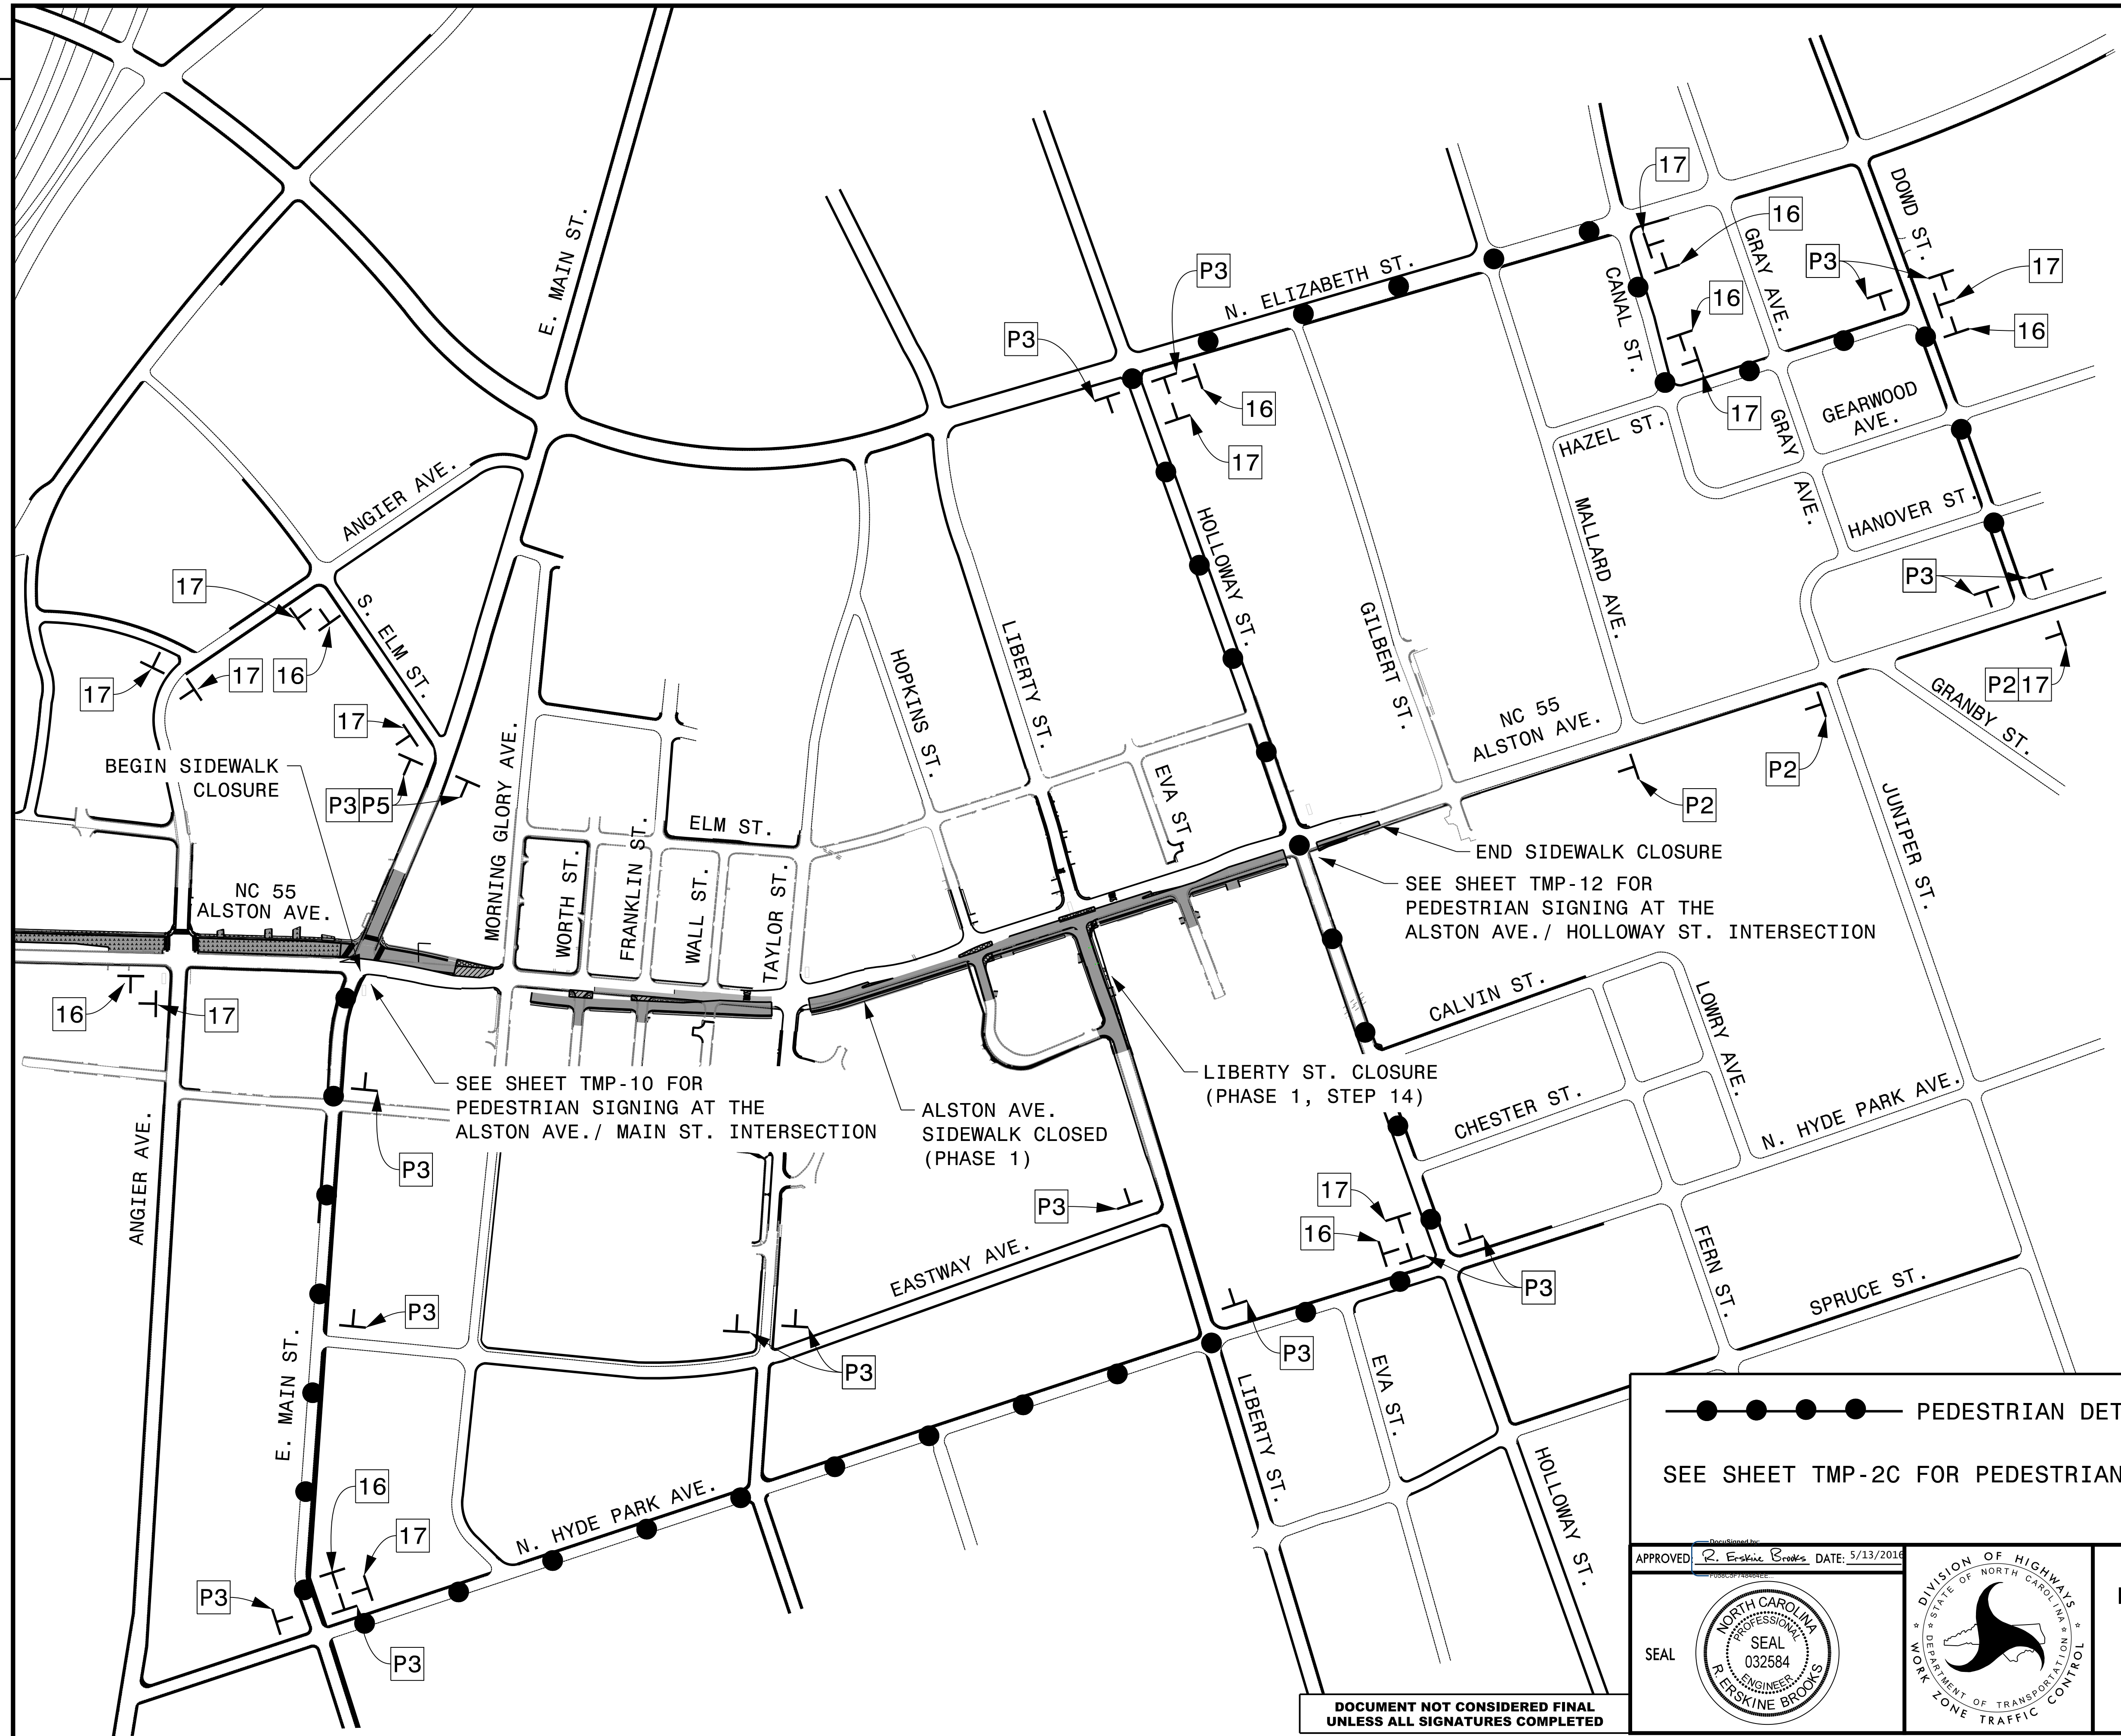 E. MAIN ST.
N. ELIZABETH ST.
P3
P3
16
17
17
16
16
17
CANAL ST.
GRAY AVE.
DOWD ST.
P3
17
16
GEARWOOD
AVE.
GRAY
AVE.
HAZEL ST.
HANOVER ST.
MALLARD AVE.
P3
P2 17
GRANBY ST.
ANGIER AVE.
17
S. ELM ST.
17
17
16
17
P3 P5
BEGIN SIDEWALK
CLOSURE
MORNING GLORY AVE.
HOPKINS ST.
LIBERTY ST.
HOLLOWAY ST.
GILBERT ST.
EVA ST
NC 55
ALSTON AVE.
P2
P2
JUNIPER ST.
ELM ST.
WORTH ST.
FRANKLIN ST.
WALL ST.
TAYLOR ST.
NC 55
ALSTON AVE.
END SIDEWALK CLOSURE
SEE SHEET TMP-12 FOR
PEDESTRIAN SIGNING AT THE
ALSTON AVE./ HOLLOWAY ST. INTERSECTION
16
17
SEE SHEET TMP-10 FOR
PEDESTRIAN SIGNING AT THE
ALSTON AVE./ MAIN ST. INTERSECTION
ALSTON AVE.
SIDEWALK CLOSED
(PHASE 1)
LIBERTY ST. CLOSURE
(PHASE 1, STEP 14)
CALVIN ST.
LOWRY AVE.
CHESTER ST.
N. HYDE PARK AVE.
ANGIER AVE.
P3
P3
P3
P3
EASTWAY AVE.
17
16
P3
P3
FERN ST.
SPRUCE ST.
E. MAIN ST.
16
17
P3
P3
N. HYDE PARK AVE.
LIBERTY ST.
EVA ST.
HOLLOWAY ST.
PEDESTRIAN DET
SEE SHEET TMP-2C FOR PEDESTRIAN
DocuSigned by:
APPROVED: R. Erskine Brooks DATE: 5/13/2016
SEAL
NORTH CAROLINA
PROFESSIONAL
SEAL
032584
ENGINEER
R. ERSKINE BROOKS
DIVISION OF HIGHWAYS
STATE OF NORTH CAROLINA
DEPARTMENT OF TRANSPORTATION
WORK ZONE TRAFFIC CONTROL
DOCUMENT NOT CONSIDERED FINAL
UNLESS ALL SIGNATURES COMPLETED